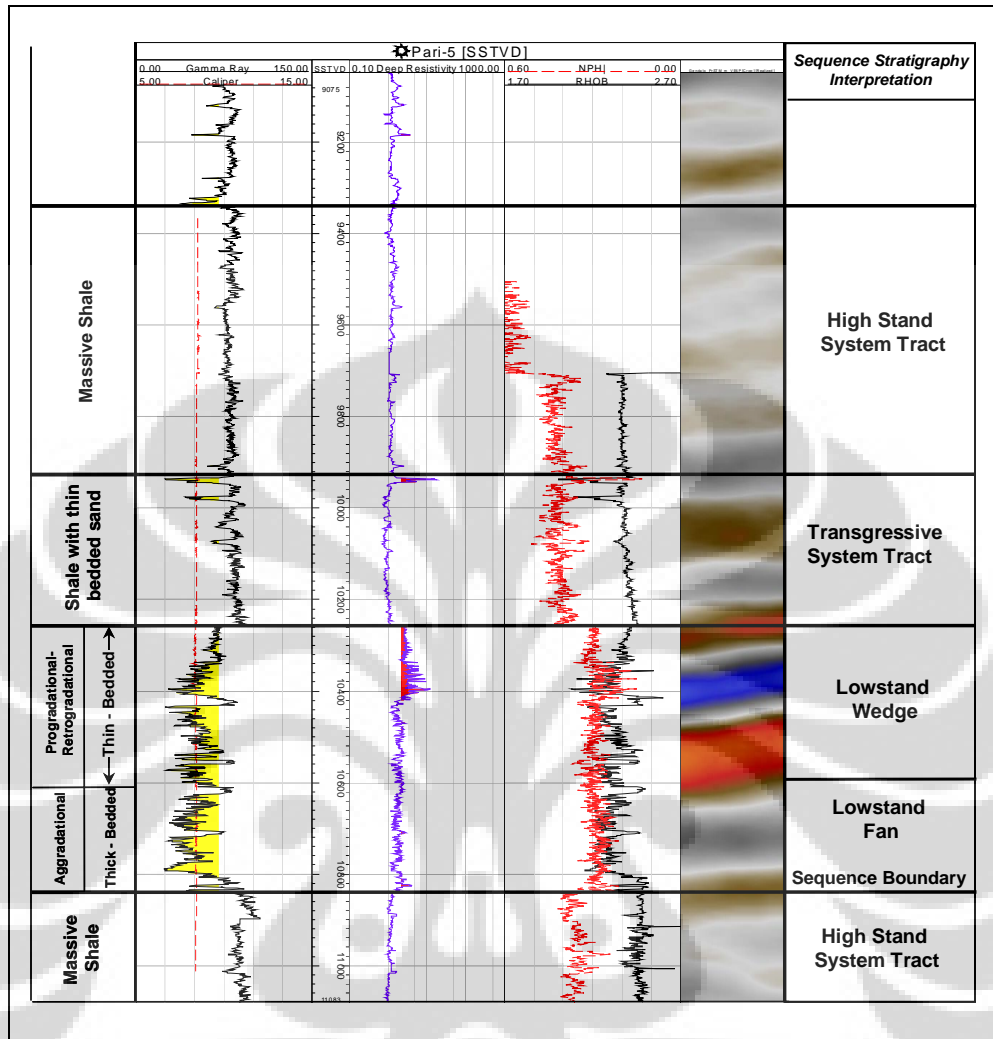 Pari-5 [SSTVD]
0.00 Gamma Ray 150.00
5.00 Caliper 15.00
SSTVD
0.10 Deep Resistivity 1000.00
0.60 NPHI 0.00
1.70 RHOB 2.70
Sequence Stratigraphy
Interpretation
9075
9200
9400
9600
9800
10000
10200
10400
10600
10800
11000
11083
Massive Shale
High Stand
System Tract
Shale with thin
bedded sand
Transgressive
System Tract
Progradational-
Retrogradational
Thin - Bedded
Lowstand
Wedge
Aggradational
Thick - Bedded
Lowstand
Fan
Sequence Boundary
Massive
Shale
High Stand
System Tract